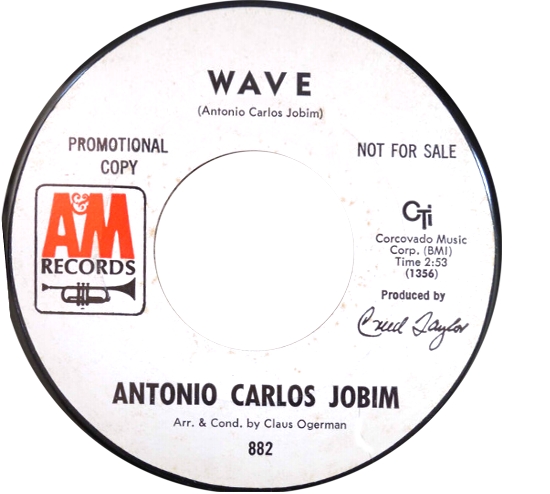 WAVE
(Antonio Carlos Jobim)
PROMOTIONAL
COPY
NOT FOR SALE
A&M
RECORDS
CTi
Corcovado Music
Corp. (BMI)
Time 2:53
(1356)
Produced by
Creed Taylor
ANTONIO CARLOS JOBIM
Arr. & Cond. by Claus Ogerman
882